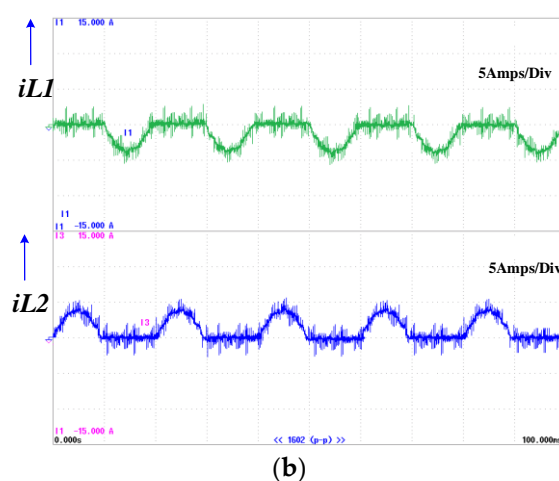 I1 15.000 A
5Amps/Div
iL1
I1
I1
I1 -15.000 A
I3 15.000 A
5Amps/Div
iL2
I3
I1 -15.000 A
0.000s << 1602 (p-p) >> 100.000ms
(b)